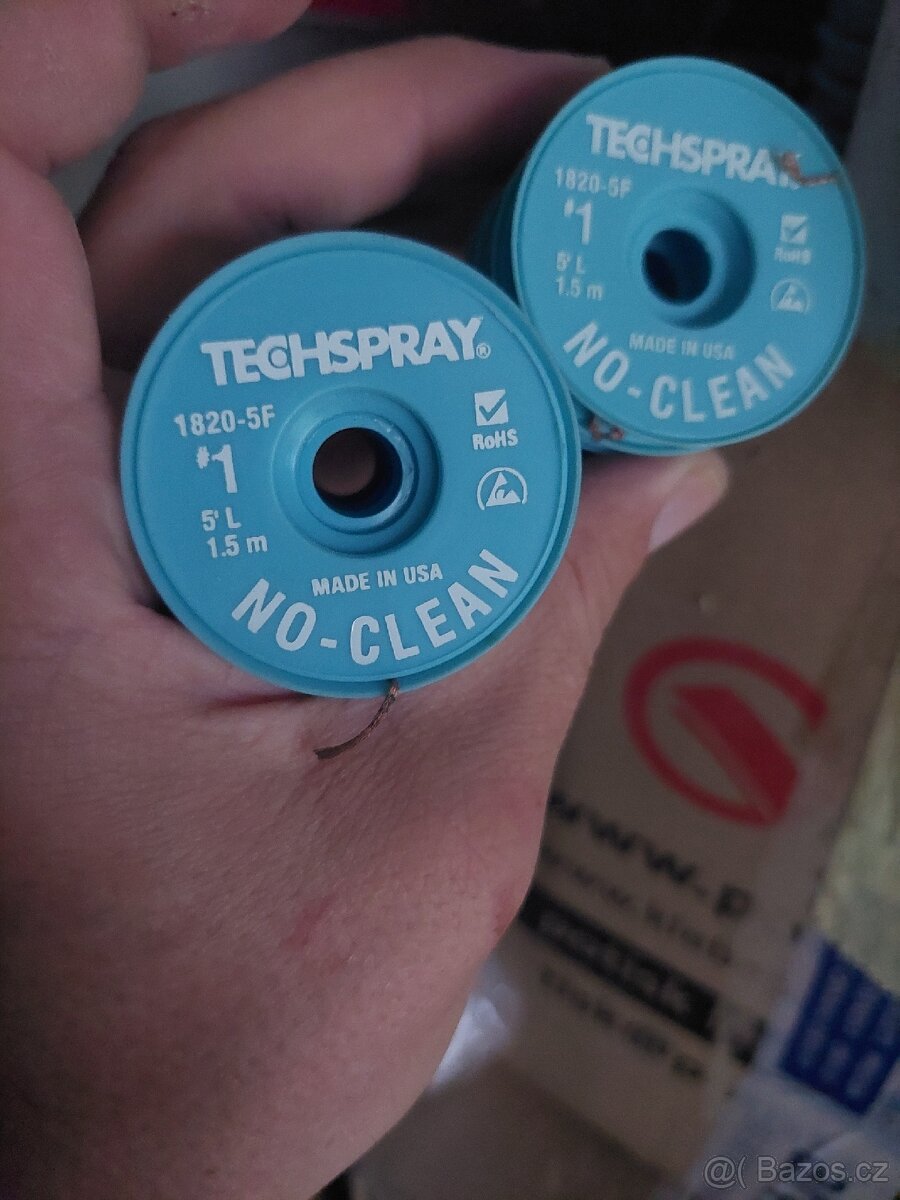 TECHSPRAY®
1820-5F
#1
5' L
1.5 m
RoHS
MADE IN USA
NO-CLEAN
TECHSPRAY
1820-5F
#1
5' L
1.5 m
RoHS
MADE IN USA
NO-CLEAN
www.p
@( Bazos.cz